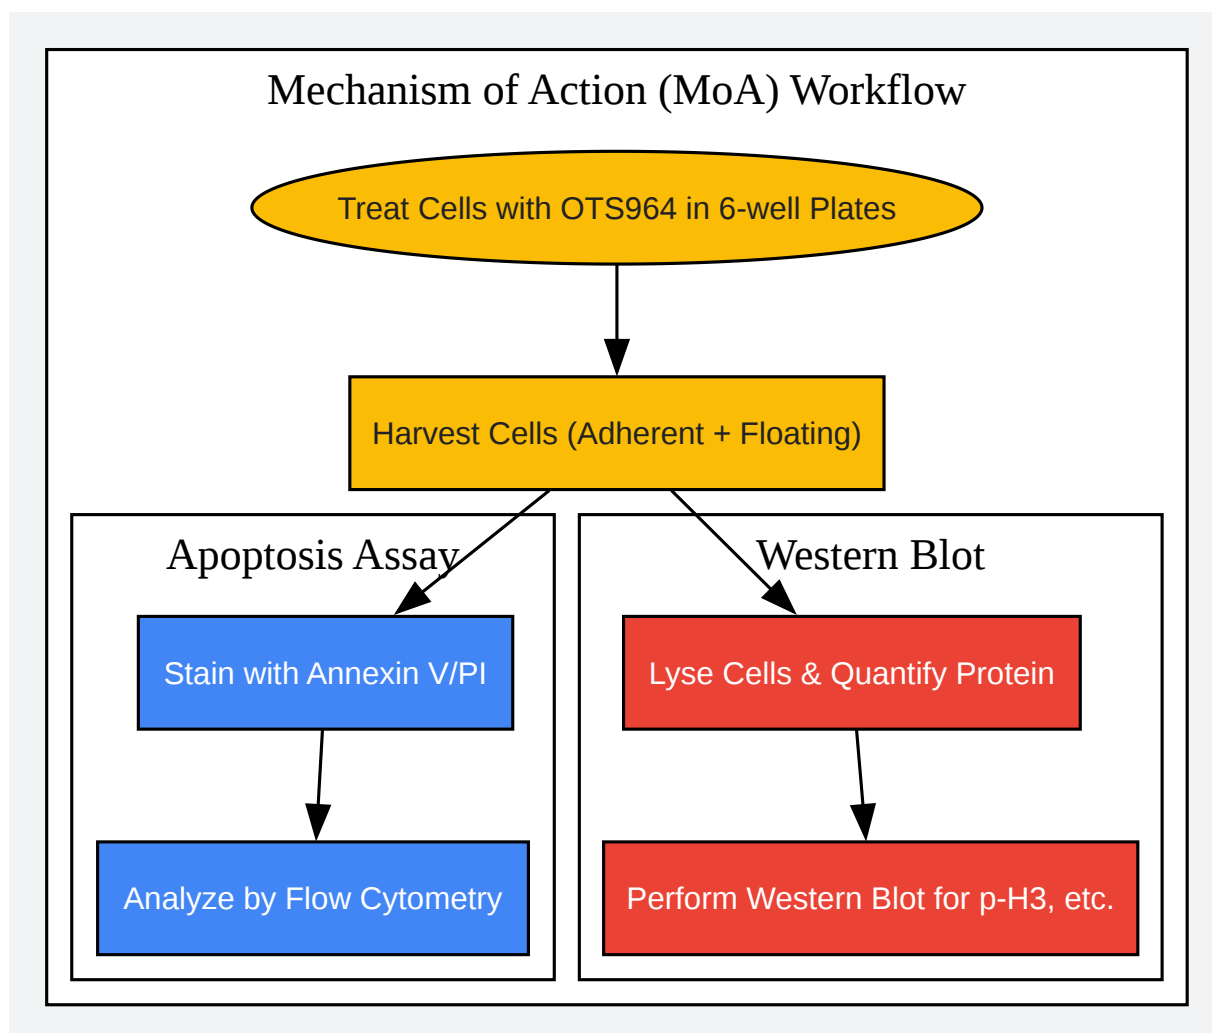 Mechanism of Action (MoA) Workflow
Treat Cells with OTS964 in 6-well Plates
Harvest Cells (Adherent + Floating)
Apoptosis Assay
Stain with Annexin V/PI
Analyze by Flow Cytometry
Western Blot
Lyse Cells & Quantify Protein
Perform Western Blot for p-H3, etc.